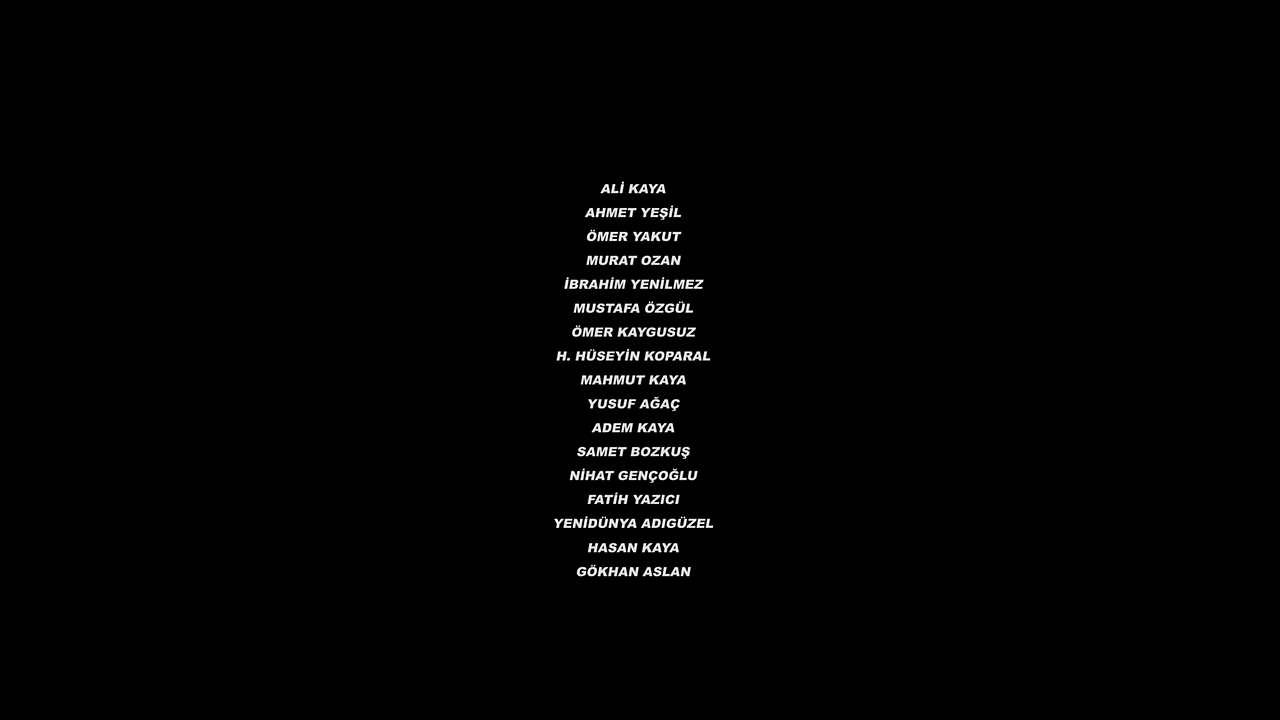 ALİ KAYA
AHMET YEŞİL
ÖMER YAKUT
MURAT OZAN
İBRAHİM YENİLMEZ
MUSTAFA ÖZGÜL
ÖMER KAYGUSUZ
H. HÜSEYİN KOPARAL
MAHMUT KAYA
YUSUF AĞAÇ
ADEM KAYA
SAMET BOZKUŞ
NİHAT GENÇOĞLU
FATİH YAZICI
YENİDÜNYA ADIGÜZEL
HASAN KAYA
GÖKHAN ASLAN